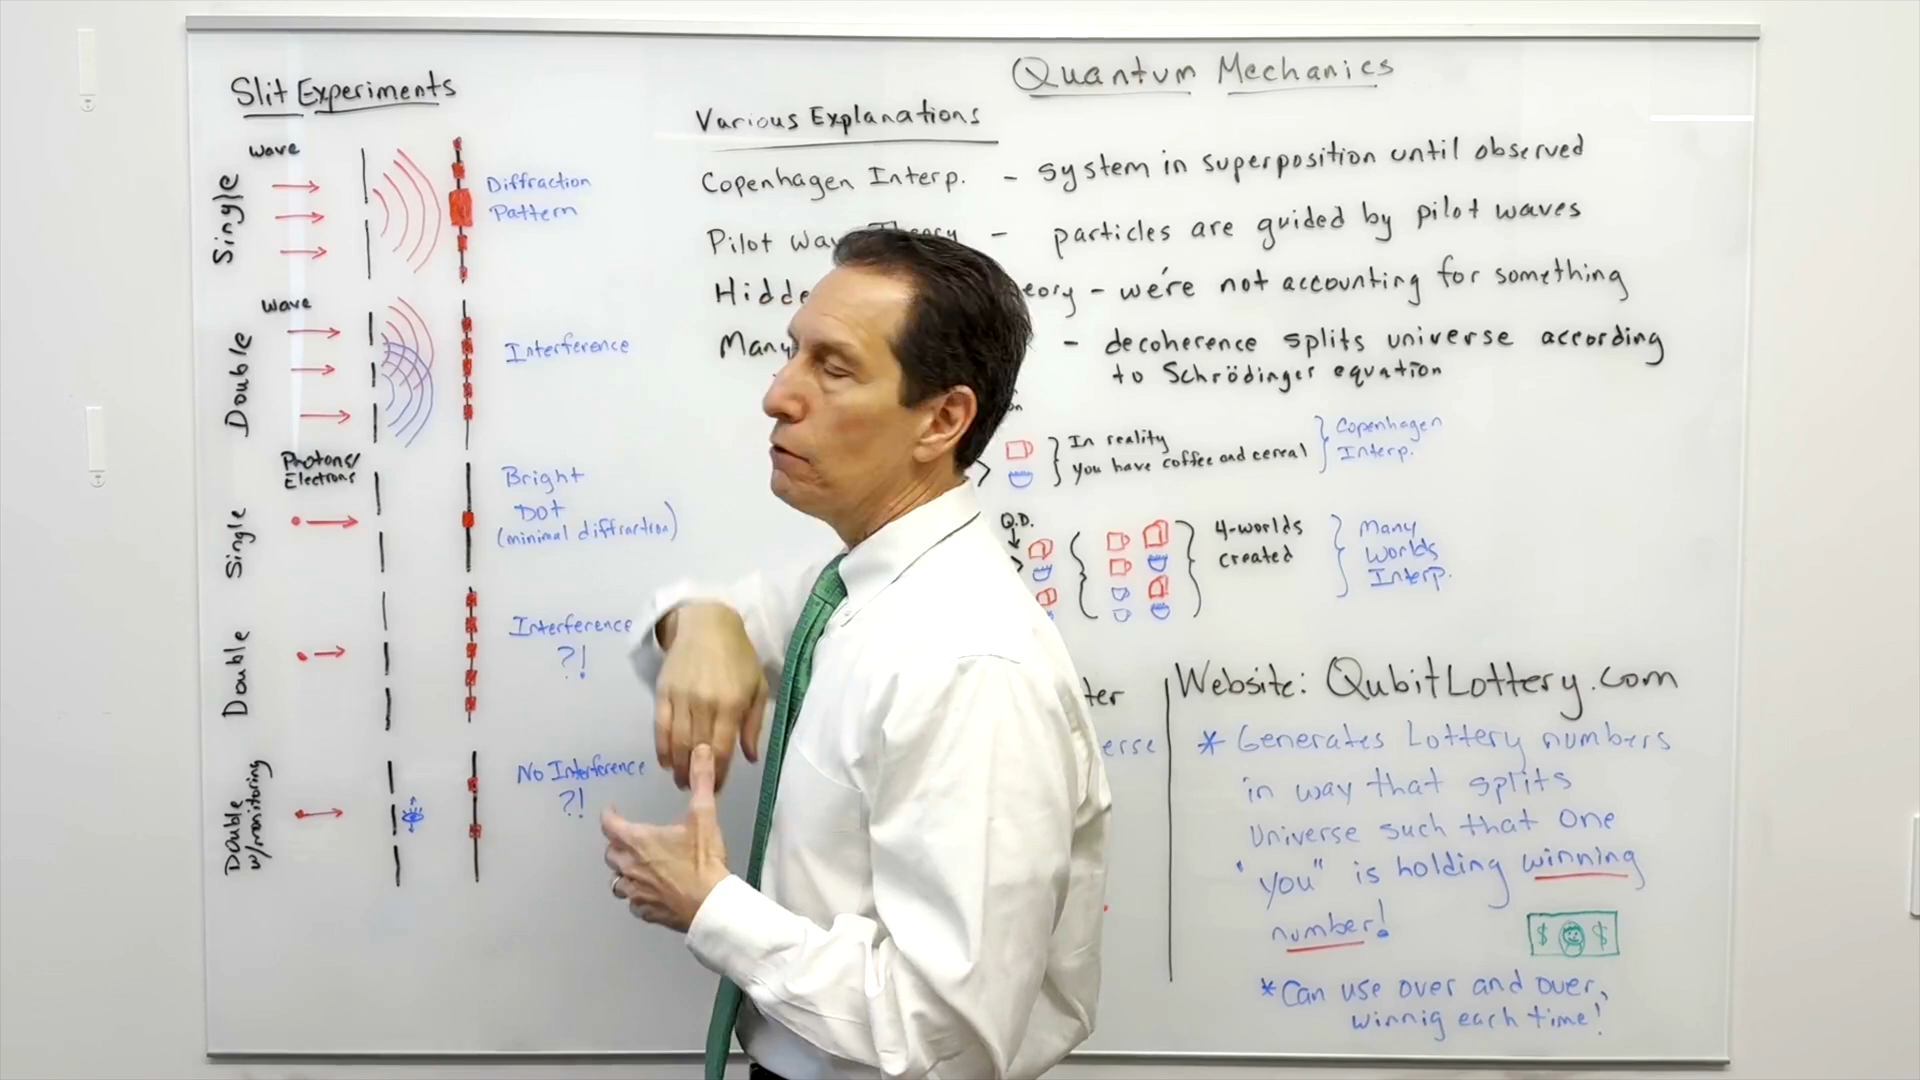 Slit Experiments
Single
wave
Diffraction
Pattern
Double
wave
Interference
Single
Photons/
Electrons
Bright
Dot
(minimal diffraction)
Double
Interference
?!
Double
w/monitoring
No Interference
?!
Quantum Mechanics
Various Explanations
Copenhagen Interp. - system in superposition until observed
Pilot Wave Theory - particles are guided by pilot waves
- we're not accounting for something
Many - decoherence splits universe according
to Schrödinger equation
In reality
you have coffee and cereal
Copenhagen
Interp.
Q.D.
4-worlds
created
Many
Worlds
Interp.
Website: QubitLottery.com
* Generates Lottery numbers
in way that splits
Universe such that one
"you" is holding winning
number!
$ $
*Can use over and over,
winnig each time!